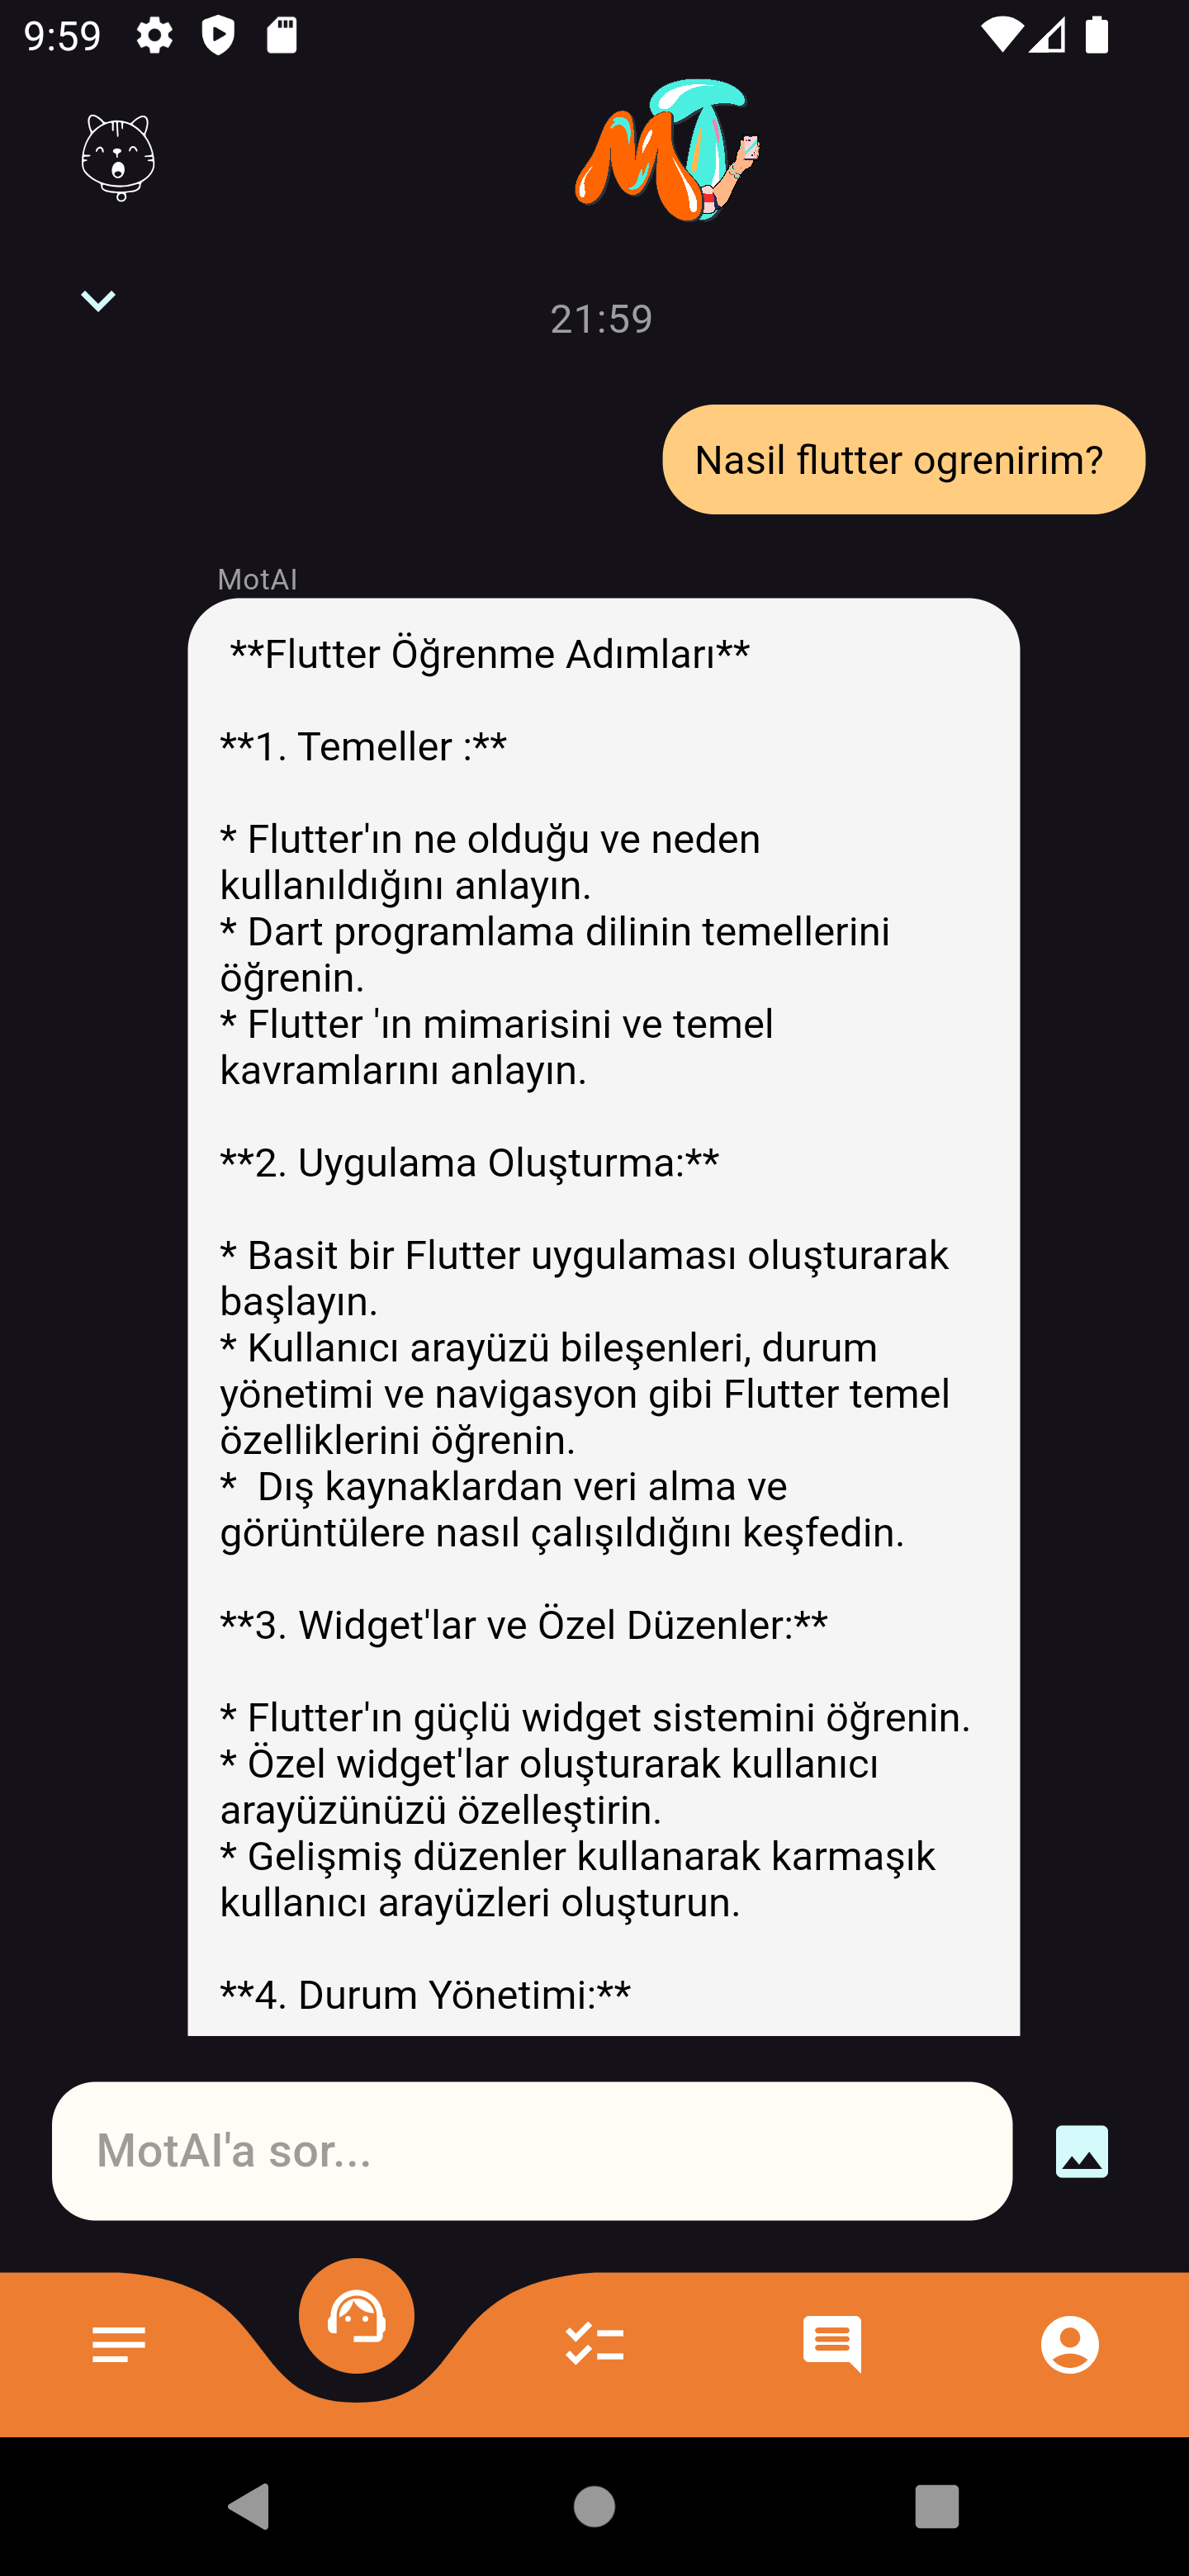 9:59
MT
21:59
Nasil flutter ogrenirim?
MotAI
**Flutter Öğrenme Adımları**
**1. Temeller :**
* Flutter'ın ne olduğu ve neden
kullanıldığını anlayın.
* Dart programlama dilinin temellerini
öğrenin.
* Flutter 'ın mimarisini ve temel
kavramlarını anlayın.
**2. Uygulama Oluşturma:**
* Basit bir Flutter uygulaması oluşturarak
başlayın.
* Kullanıcı arayüzü bileşenleri, durum
yönetimi ve navigasyon gibi Flutter temel
özelliklerini öğrenin.
*  Dış kaynaklardan veri alma ve
görüntülere nasıl çalışıldığını keşfedin.
**3. Widget'lar ve Özel Düzenler:**
* Flutter'ın güçlü widget sistemini öğrenin.
* Özel widget'lar oluşturarak kullanıcı
arayüzünüzü özelleştirin.
* Gelişmiş düzenler kullanarak karmaşık
kullanıcı arayüzleri oluşturun.
**4. Durum Yönetimi:**
MotAI'a sor...